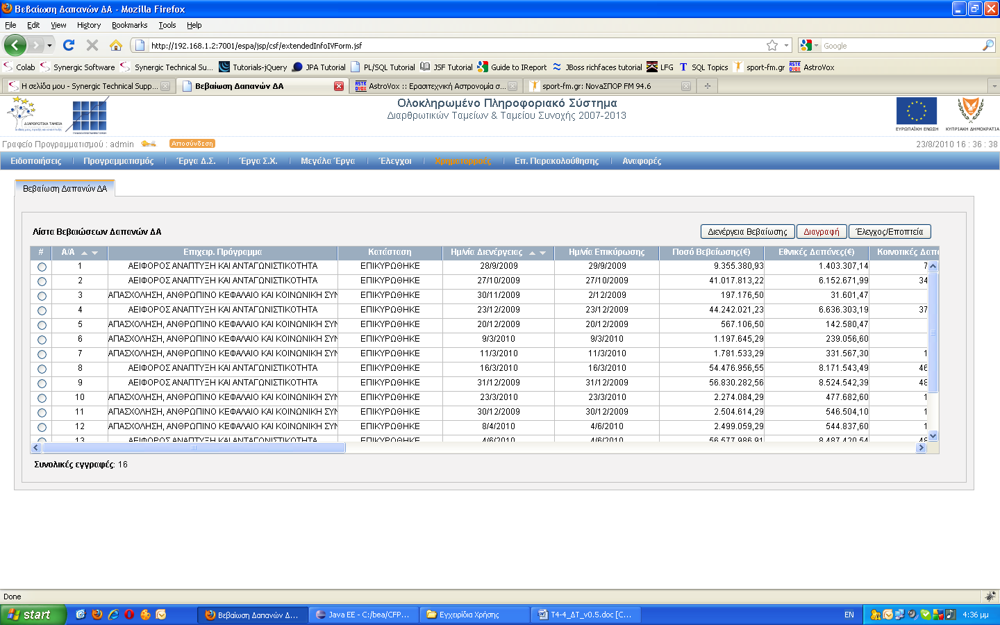 Βεβαίωση Δαπανών ΔΑ - Mozilla Firefox
File Edit View History Bookmarks Tools Help
http://192.168.1.2:7001/espa/jsp/csf/extendedInfoIVForm.jsf
Google
Colab Synergic Software Synergic Technical Su... Tutorials-jQuery JPA Tutorial PL/SQL Tutorial JSF Tutorial Guide to IReport JBoss richfaces tutorial LFG SQL Topics sport-fm.gr AstroVox
Η σελίδα μου - Synergic Technical Supp... Βεβαίωση Δαπανών ΔΑ AstroVox :: Ερασιτεχνική Αστρονομία σ... sport-fm.gr: NovaΣΠΟΡ FM 94.6
Ολοκληρωμένο Πληροφοριακό Σύστημα
Διαρθρωτικών Ταμείων & Ταμείου Συνοχής 2007-2013
ΔΙΑΡΘΡΩΤΙΚΑ ΤΑΜΕΙΑ
ΕΥΡΩΠΑΪΚΗ ΕΝΩΣΗ ΚΥΠΡΙΑΚΗ ΔΗΜΟΚΡΑΤΙΑ
Γραφείο Προγραμματισμού : admin Αποσύνδεση 23/8/2010 16 : 36 : 38
Ειδοποιήσεις Προγραμματισμός Έργα Δ.Σ. Έργα Σ.Χ. Μεγάλα Έργα Έλεγχοι Χρηματορροές Επ. Παρακολούθησης Αναφορές
Βεβαίωση Δαπανών ΔΑ
Λίστα Βεβαιώσεων Δαπανών ΔΑ Διενέργεια Βεβαίωσης Διαγραφή Έλεγχος/Εποπτεία
# Α/Α Επιχειρ. Πρόγραμμα Κατάσταση Ημ/νία Διενέργειας Ημ/νία Επικύρωσης Ποσό Βεβαίωσης(€) Εθνικές Δαπάνες(€) Κοινοτικές Δαπ
1 ΑΕΙΦΟΡΟΣ ΑΝΑΠΤΥΞΗ ΚΑΙ ΑΝΤΑΓΩΝΙΣΤΙΚΟΤΗΤΑ ΕΠΙΚΥΡΩΘΗΚΕ 28/9/2009 29/9/2009 9.355.380,93 1.403.307,14 7
2 ΑΕΙΦΟΡΟΣ ΑΝΑΠΤΥΞΗ ΚΑΙ ΑΝΤΑΓΩΝΙΣΤΙΚΟΤΗΤΑ ΕΠΙΚΥΡΩΘΗΚΕ 27/10/2009 27/10/2009 41.017.813,22 6.152.671,99 34
3 ΑΠΑΣΧΟΛΗΣΗ, ΑΝΘΡΩΠΙΝΟ ΚΕΦΑΛΑΙΟ ΚΑΙ ΚΟΙΝΩΝΙΚΗ ΣΥΝ ΕΠΙΚΥΡΩΘΗΚΕ 30/11/2009 2/12/2009 197.176,50 31.601,47
4 ΑΕΙΦΟΡΟΣ ΑΝΑΠΤΥΞΗ ΚΑΙ ΑΝΤΑΓΩΝΙΣΤΙΚΟΤΗΤΑ ΕΠΙΚΥΡΩΘΗΚΕ 23/12/2009 23/12/2009 44.242.021,23 6.636.303,19 37
5 ΑΠΑΣΧΟΛΗΣΗ, ΑΝΘΡΩΠΙΝΟ ΚΕΦΑΛΑΙΟ ΚΑΙ ΚΟΙΝΩΝΙΚΗ ΣΥΝ ΕΠΙΚΥΡΩΘΗΚΕ 20/12/2009 20/12/2009 567.106,50 142.580,47
6 ΑΠΑΣΧΟΛΗΣΗ, ΑΝΘΡΩΠΙΝΟ ΚΕΦΑΛΑΙΟ ΚΑΙ ΚΟΙΝΩΝΙΚΗ ΣΥΝ ΕΠΙΚΥΡΩΘΗΚΕ 9/3/2010 9/3/2010 1.197.645,29 239.056,60
7 ΑΠΑΣΧΟΛΗΣΗ, ΑΝΘΡΩΠΙΝΟ ΚΕΦΑΛΑΙΟ ΚΑΙ ΚΟΙΝΩΝΙΚΗ ΣΥΝ ΕΠΙΚΥΡΩΘΗΚΕ 11/3/2010 11/3/2010 1.781.533,29 331.567,30 1
8 ΑΕΙΦΟΡΟΣ ΑΝΑΠΤΥΞΗ ΚΑΙ ΑΝΤΑΓΩΝΙΣΤΙΚΟΤΗΤΑ ΕΠΙΚΥΡΩΘΗΚΕ 16/3/2010 16/3/2010 54.476.956,55 8.171.543,49 46
9 ΑΕΙΦΟΡΟΣ ΑΝΑΠΤΥΞΗ ΚΑΙ ΑΝΤΑΓΩΝΙΣΤΙΚΟΤΗΤΑ ΕΠΙΚΥΡΩΘΗΚΕ 31/12/2009 31/12/2009 56.830.282,56 8.524.542,39 48
10 ΑΠΑΣΧΟΛΗΣΗ, ΑΝΘΡΩΠΙΝΟ ΚΕΦΑΛΑΙΟ ΚΑΙ ΚΟΙΝΩΝΙΚΗ ΣΥΝ ΕΠΙΚΥΡΩΘΗΚΕ 23/3/2010 23/3/2010 2.274.084,29 477.682,60 1
11 ΑΠΑΣΧΟΛΗΣΗ, ΑΝΘΡΩΠΙΝΟ ΚΕΦΑΛΑΙΟ ΚΑΙ ΚΟΙΝΩΝΙΚΗ ΣΥΝ ΕΠΙΚΥΡΩΘΗΚΕ 30/12/2009 30/12/2009 2.504.614,29 546.504,10 1
12 ΑΠΑΣΧΟΛΗΣΗ, ΑΝΘΡΩΠΙΝΟ ΚΕΦΑΛΑΙΟ ΚΑΙ ΚΟΙΝΩΝΙΚΗ ΣΥΝ ΕΠΙΚΥΡΩΘΗΚΕ 8/4/2010 4/6/2010 2.499.059,29 544.837,60 1
13 ΑΕΙΦΟΡΟΣ ΑΝΑΠΤΥΞΗ ΚΑΙ ΑΝΤΑΓΩΝΙΣΤΙΚΟΤΗΤΑ ΕΠΙΚΥΡΩΘΗΚΕ 4/6/2010 4/6/2010 56.577.986,91 8.487.420,54 48
Συνολικές εγγραφές: 16
Done
start Βεβαίωση Δαπανών Δ... Java EE - C:/bea/CFP... Εγχειρίδια Χρήσης T4-4_ΔΤ_v0.5.doc [C... EN 4:36 μμ